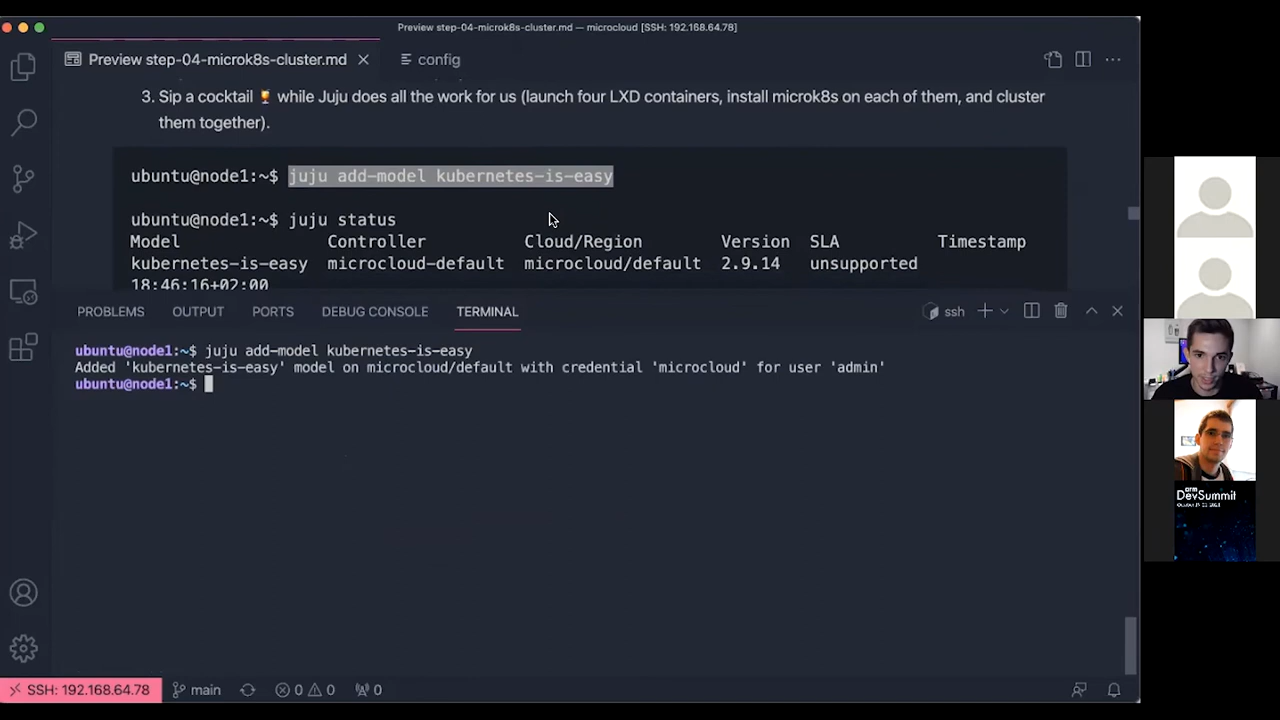 Preview step-04-microk8s-cluster.md — microcloud [SSH: 192.168.64.78]
Preview step-04-microk8s-cluster.md
config
3. Sip a cocktail 🍹 while Juju does all the work for us (launch four LXD containers, install microk8s on each of them, and cluster
them together).
ubuntu@node1:~$ juju add-model kubernetes-is-easy
ubuntu@node1:~$ juju status
Model Controller Cloud/Region Version SLA Timestamp
kubernetes-is-easy microcloud-default microcloud/default 2.9.14 unsupported
18:46:16+02:00
PROBLEMS OUTPUT PORTS DEBUG CONSOLE TERMINAL
ssh
ubuntu@node1:~$ juju add-model kubernetes-is-easy
Added 'kubernetes-is-easy' model on microcloud/default with credential 'microcloud' for user 'admin'
ubuntu@node1:~$
arm
DevSummit
SSH: 192.168.64.78 main 0 0 0